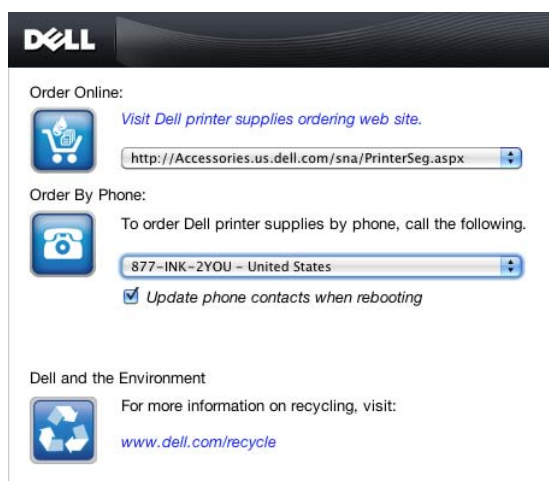 DELL
Order Online:
Visit Dell printer supplies ordering web site.
http://Accessories.us.dell.com/sna/PrinterSeg.aspx
Order By Phone:
To order Dell printer supplies by phone, call the following.
877-INK-2YOU - United States
Update phone contacts when rebooting
Dell and the Environment
For more information on recycling, visit:
www.dell.com/recycle